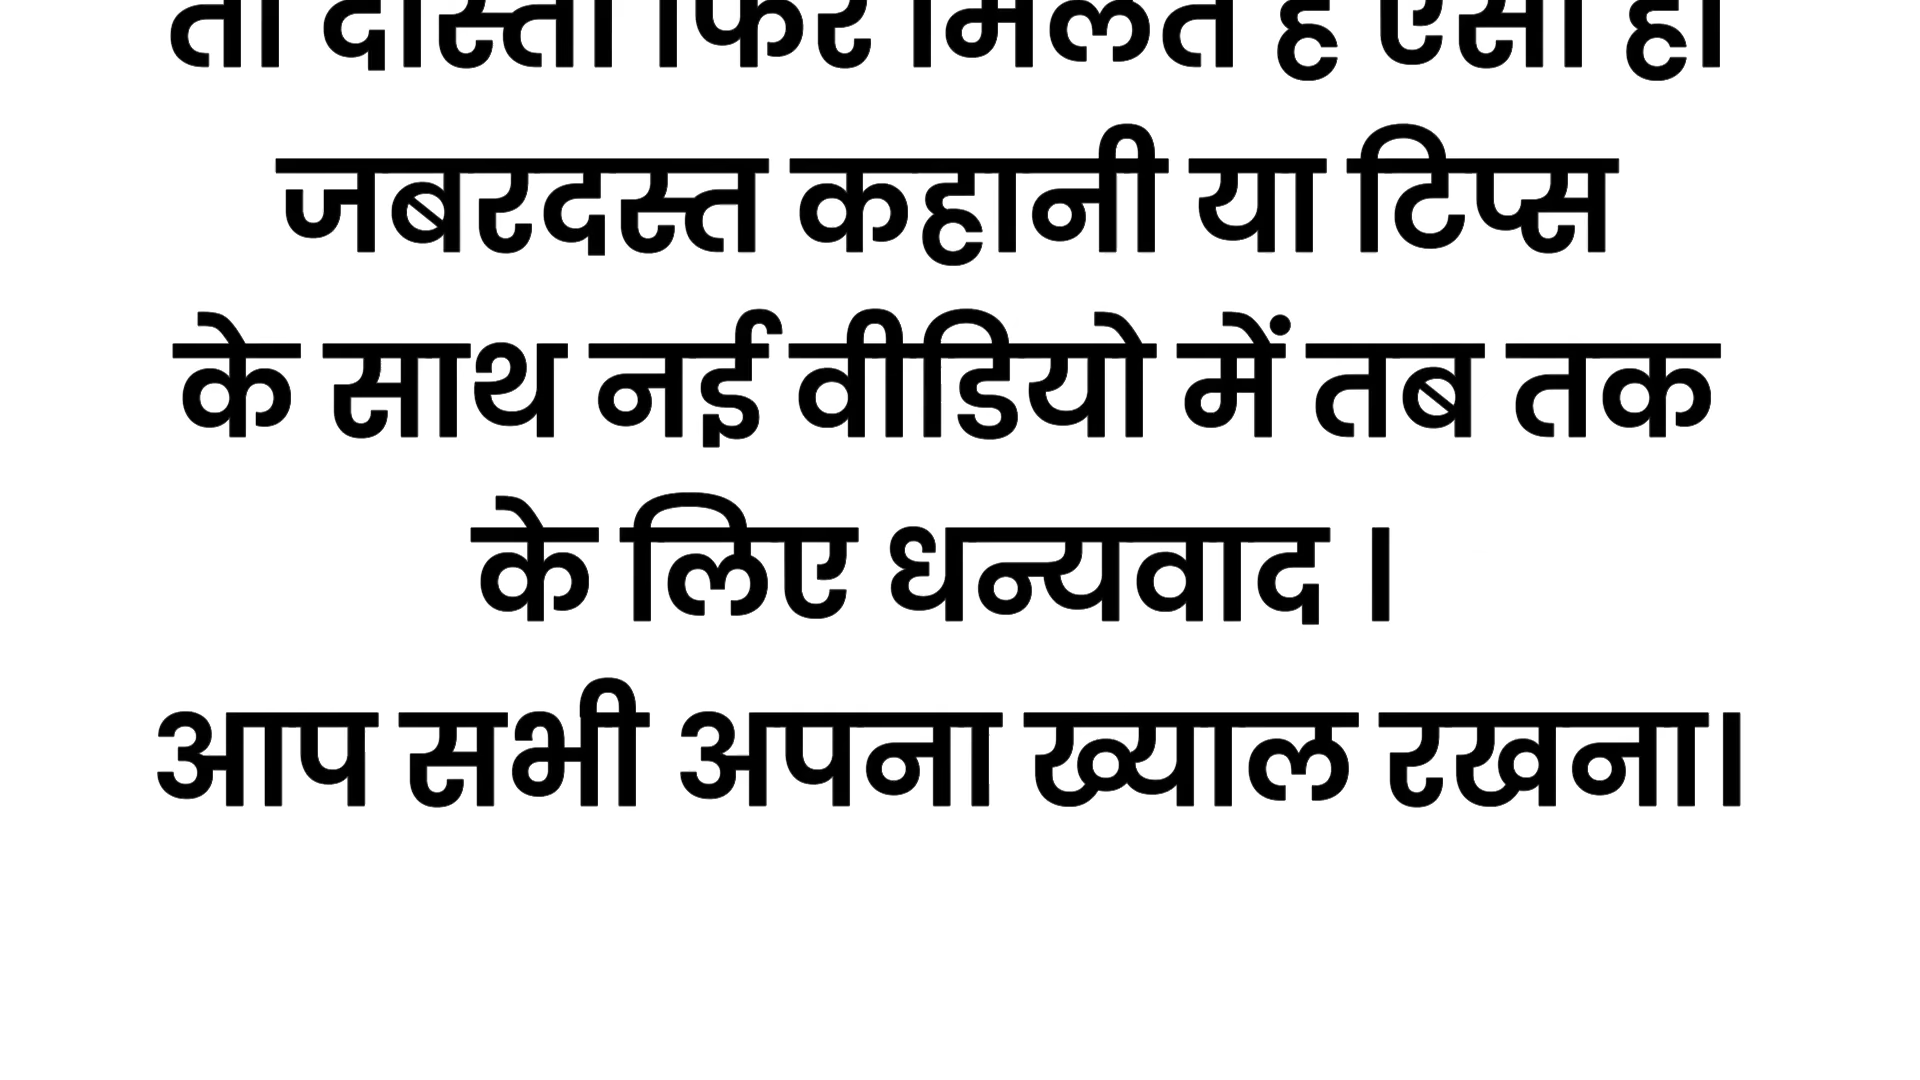 तो दोस्तों फिर मिलते हैं ऐसी ही
जबरदस्त कहानी या टिप्स
के साथ नई वीडियो में तब तक
के लिए धन्यवाद ।
आप सभी अपना ख्याल रखना।